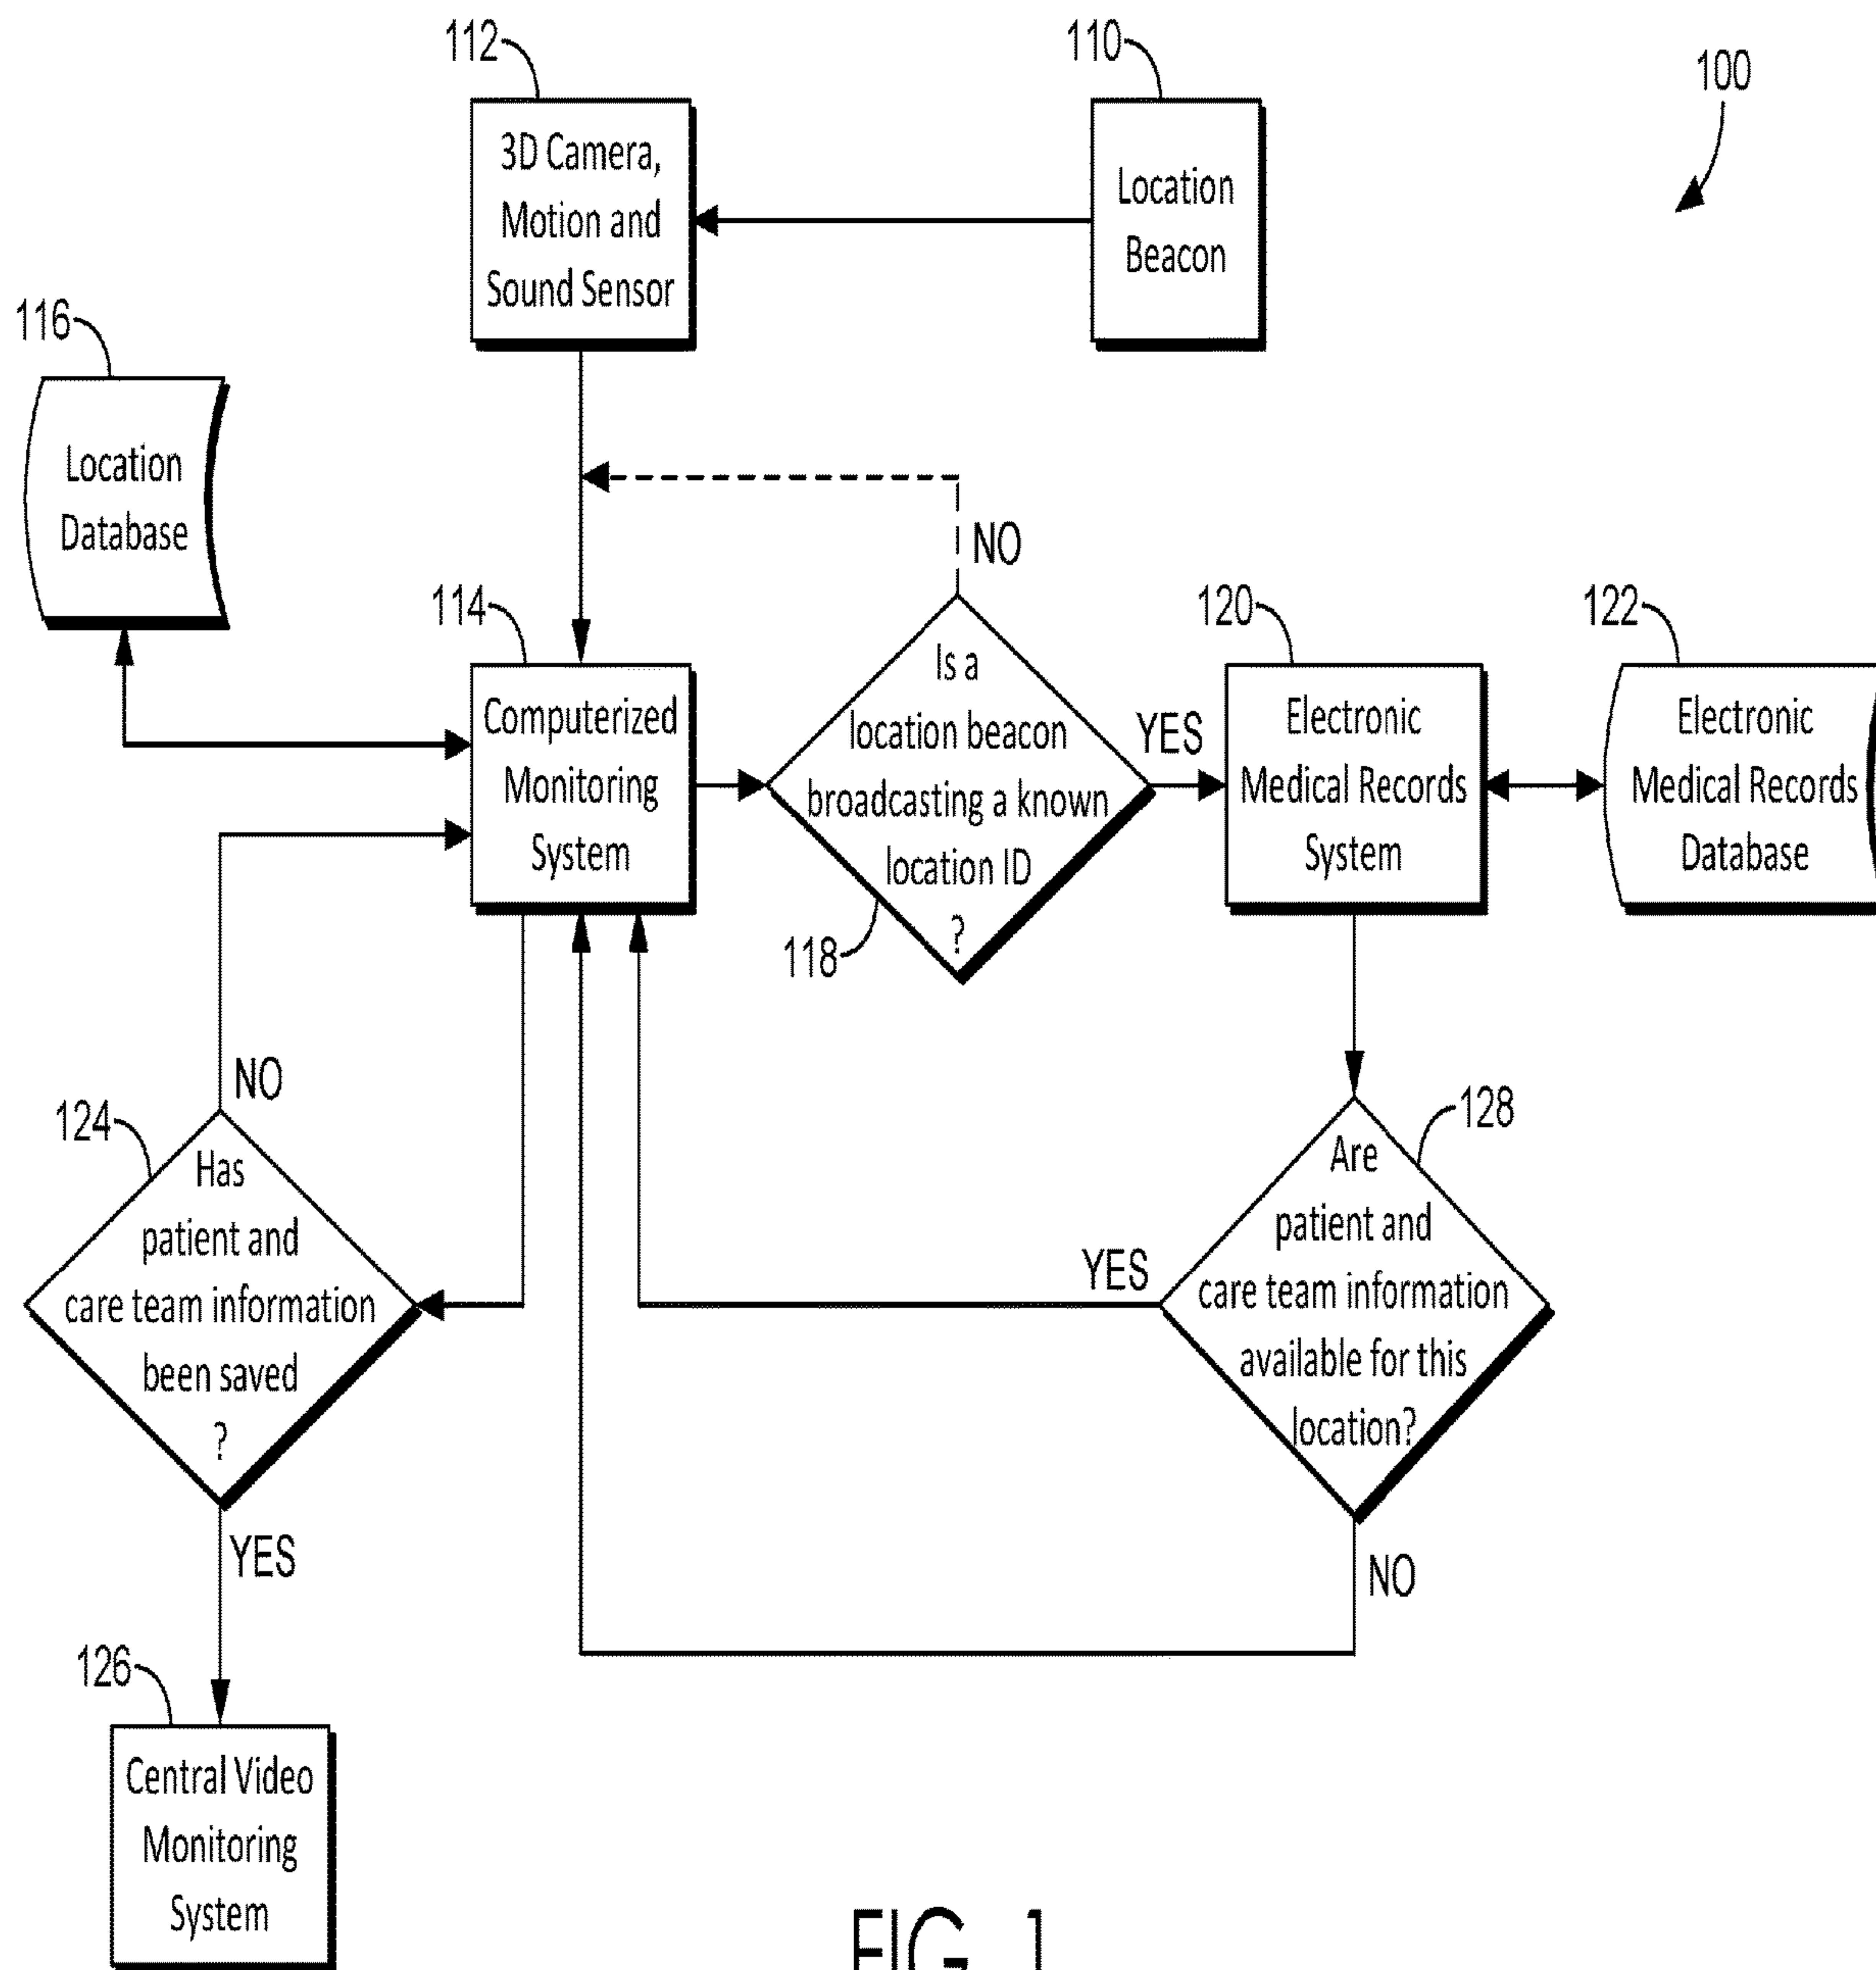 112
110
100
3D Camera,
Motion and
Sound Sensor
Location
Beacon
116
Location
Database
NO
114
120
122
Computerized
Monitoring
System
Is a
location beacon
broadcasting a known
location ID
?
YES
Electronic
Medical Records
System
Electronic
Medical Records
Database
118
NO
124
Has
patient and
care team information
been saved
?
128
Are
patient and
care team information
available for this
location?
YES
YES
NO
126
Central Video
Monitoring
System
FIG. 1